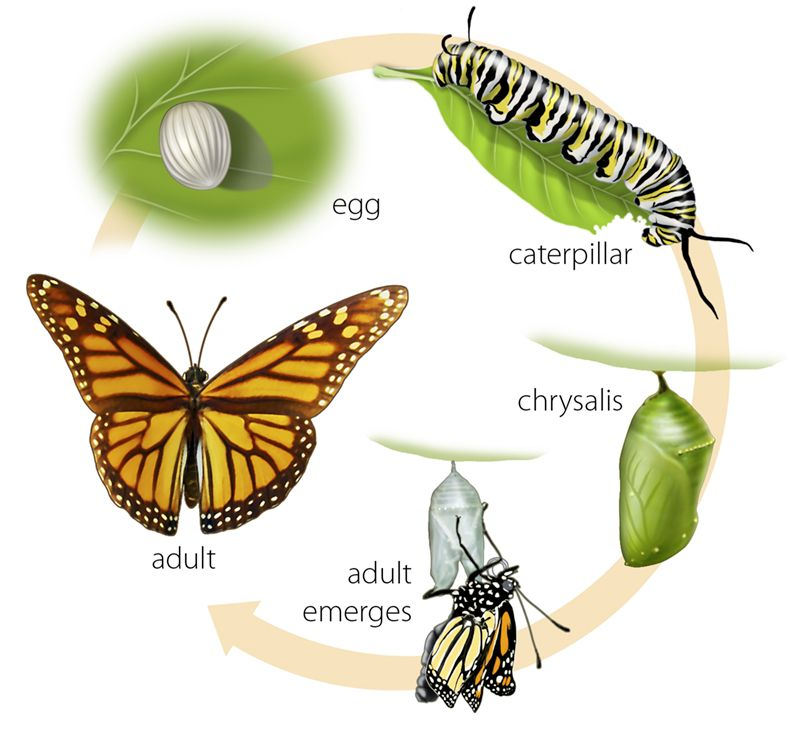 egg
caterpillar
chrysalis
adult
emerges
adult